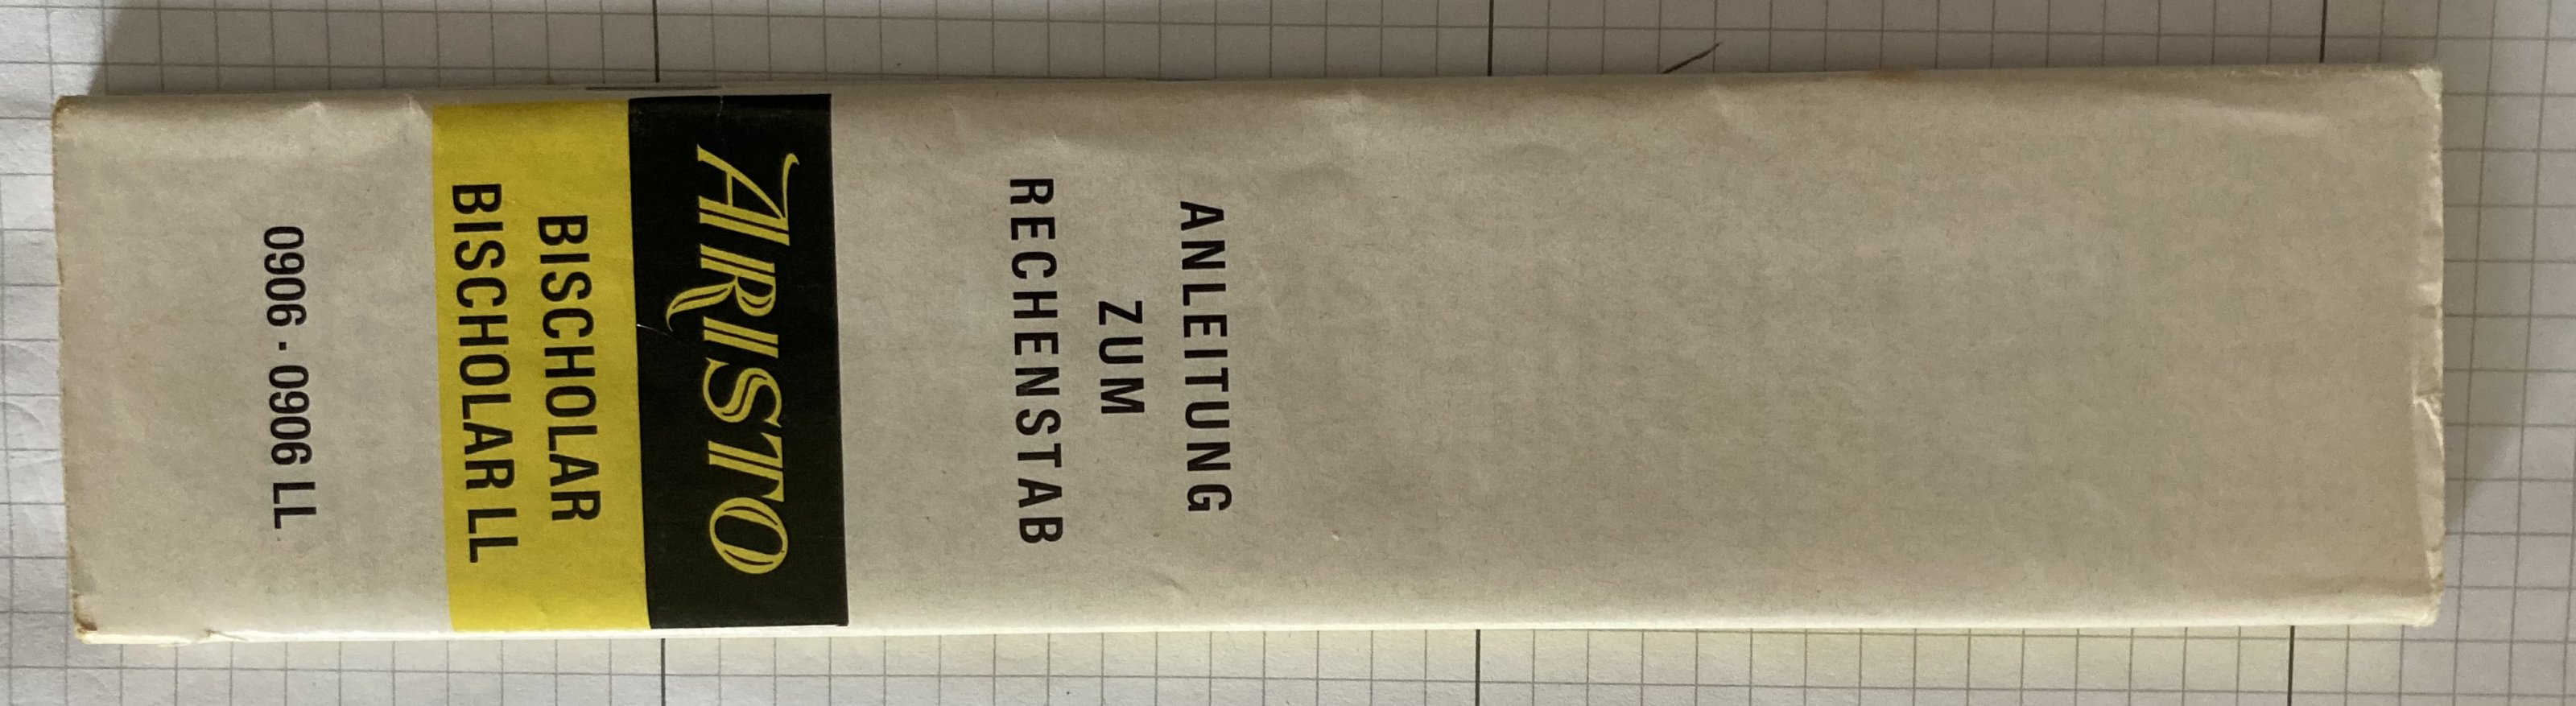 ANLEITUNG
ZUM
RECHENSTAB
ARISTO
BISCHOLAR
BISCHOLAR LL
0906 · 0906 LL